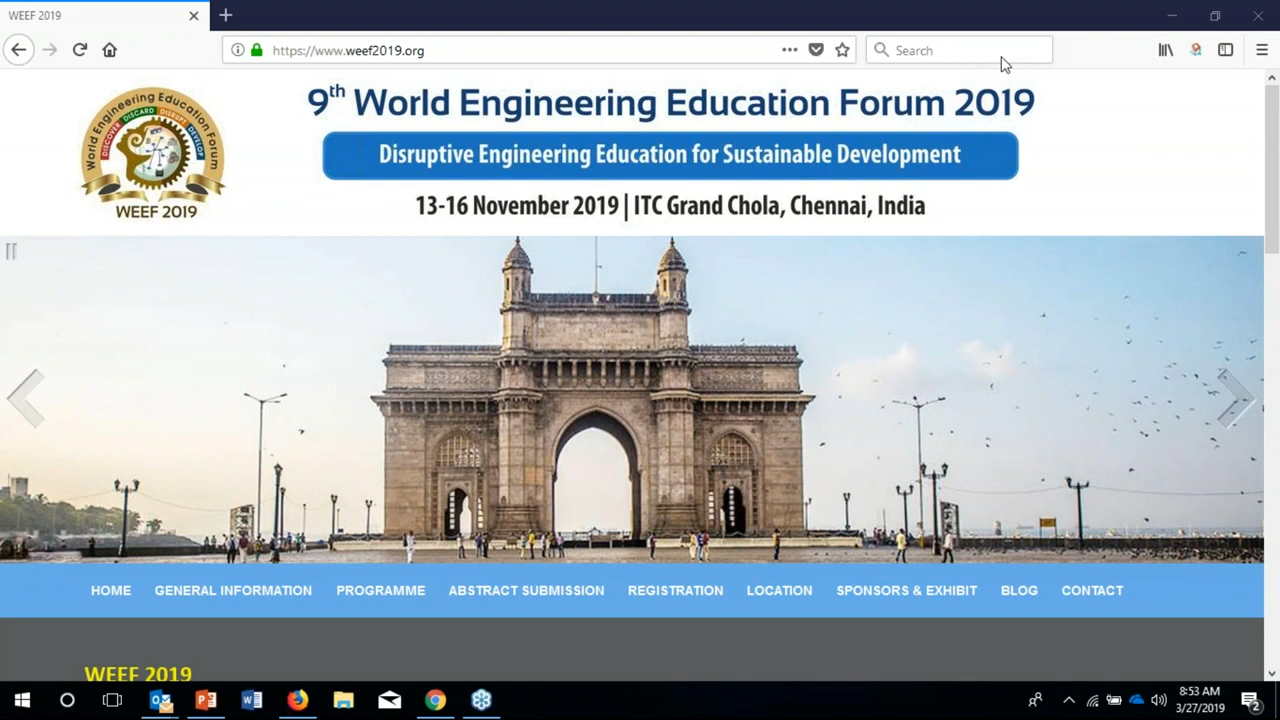 WEEF 2019
https://www.weef2019.org
Search
World Engineering Education Forum
DISCOVER DISCARD DISRUPT DEVELOP
WEEF 2019
9th World Engineering Education Forum 2019
Disruptive Engineering Education for Sustainable Development
13-16 November 2019 | ITC Grand Chola, Chennai, India
HOME GENERAL INFORMATION PROGRAMME ABSTRACT SUBMISSION REGISTRATION LOCATION SPONSORS & EXHIBIT BLOG CONTACT
WEEF 2019
8:53 AM
3/27/2019
2